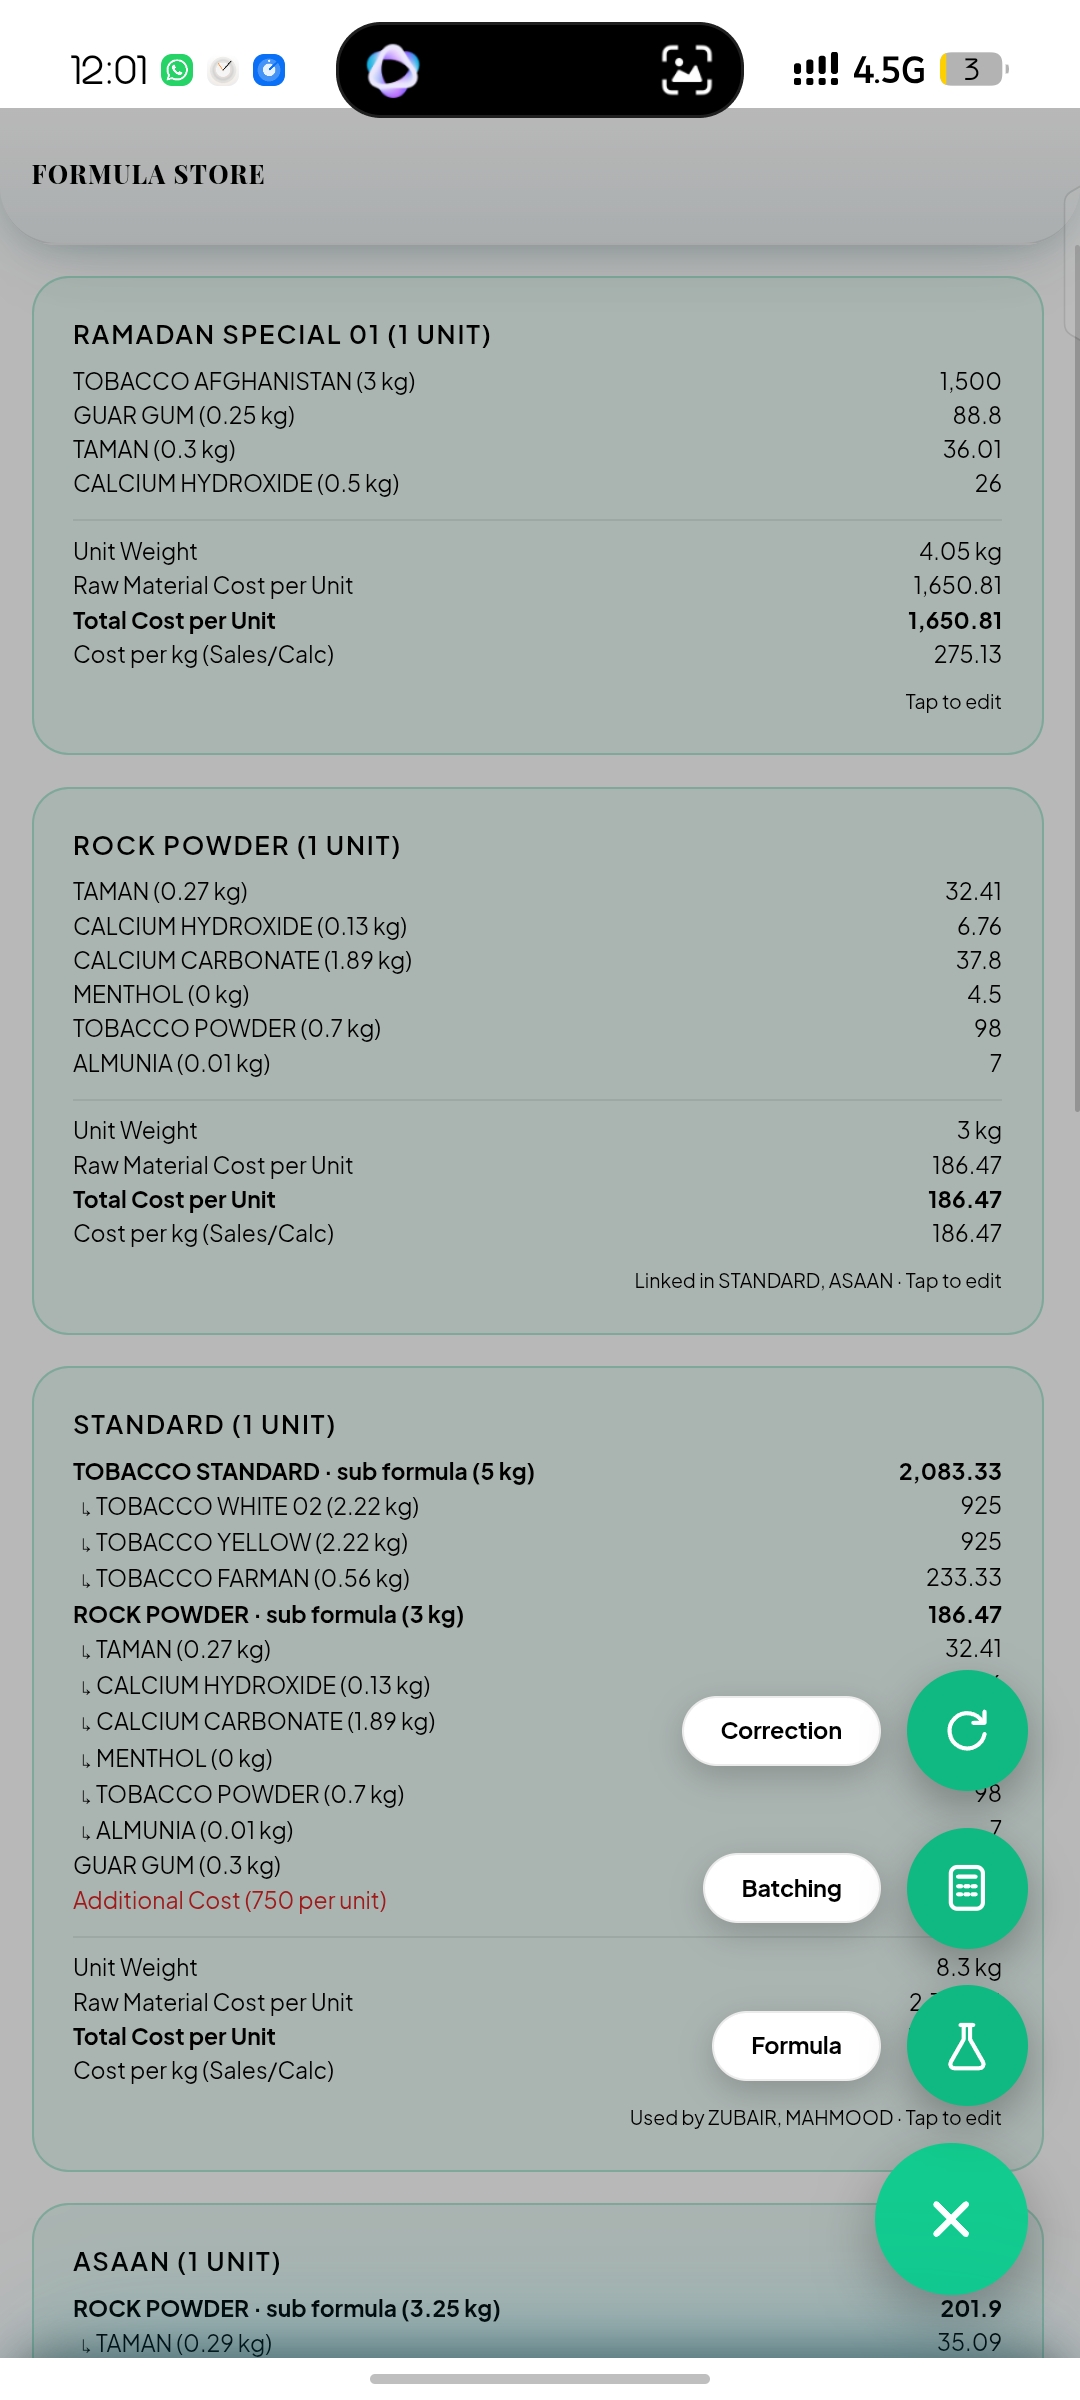 12:01
4.5G
3
FORMULA STORE
RAMADAN SPECIAL 01 (1 UNIT)
TOBACCO AFGHANISTAN (3 kg) 1,500
GUAR GUM (0.25 kg) 88.8
TAMAN (0.3 kg) 36.01
CALCIUM HYDROXIDE (0.5 kg) 26
Unit Weight 4.05 kg
Raw Material Cost per Unit 1,650.81
Total Cost per Unit 1,650.81
Cost per kg (Sales/Calc) 275.13
Tap to edit
ROCK POWDER (1 UNIT)
TAMAN (0.27 kg) 32.41
CALCIUM HYDROXIDE (0.13 kg) 6.76
CALCIUM CARBONATE (1.89 kg) 37.8
MENTHOL (0 kg) 4.5
TOBACCO POWDER (0.7 kg) 98
ALMUNIA (0.01 kg) 7
Unit Weight 3 kg
Raw Material Cost per Unit 186.47
Total Cost per Unit 186.47
Cost per kg (Sales/Calc) 186.47
Linked in STANDARD, ASAAN · Tap to edit
STANDARD (1 UNIT)
TOBACCO STANDARD · sub formula (5 kg) 2,083.33
↳ TOBACCO WHITE 02 (2.22 kg) 925
↳ TOBACCO YELLOW (2.22 kg) 925
↳ TOBACCO FARMAN (0.56 kg) 233.33
ROCK POWDER · sub formula (3 kg) 186.47
↳ TAMAN (0.27 kg) 32.41
↳ CALCIUM HYDROXIDE (0.13 kg)
↳ CALCIUM CARBONATE (1.89 kg)
Correction
↳ MENTHOL (0 kg)
↳ TOBACCO POWDER (0.7 kg) 98
↳ ALMUNIA (0.01 kg) 7
GUAR GUM (0.3 kg)
Batching
Additional Cost (750 per unit)
Unit Weight 8.3 kg
Raw Material Cost per Unit
Total Cost per Unit
Formula
Cost per kg (Sales/Calc)
Used by ZUBAIR, MAHMOOD · Tap to edit
ASAAN (1 UNIT)
ROCK POWDER · sub formula (3.25 kg) 201.9
↳ TAMAN (0.29 kg) 35.09